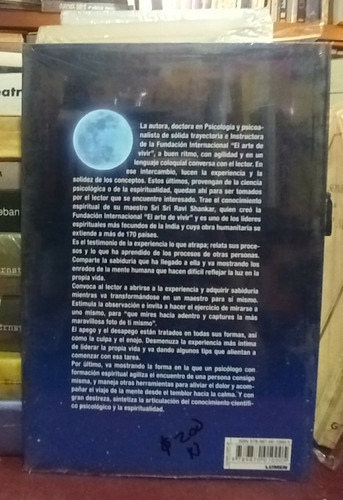 La autora, doctora en Psicología y psicoa-
nalista de sólida trayectoria e Instructora
de la Fundación Internacional "El arte de
vivir", a buen ritmo, con agilidad y en un
lenguaje coloquial conversa con el lector. En
ese intercambio, lucen la experiencia y la
solidez de los conceptos. Estos últimos, provengan de la ciencia
psicológica o de la espiritualidad, quedan ahí para ser tomados
por el lector que se encuentre interesado. Trae el conocimiento
espiritual de su maestro Sri Sri Ravi Shankar, quien creó la
Fundación Internacional "El arte de vivir" y es uno de los líderes
espirituales más fecundos de la India y cuya obra humanitaria se
extiende a más de 170 países.
Es el testimonio de la experiencia lo que atrapa; relata sus proce-
sos y lo que ha aprendido de los procesos de otras personas.
Comparte la sabiduría que ha llegado a ella y va mostrando los
enredos de la mente humana que hacen difícil reflejar la luz en la
propia vida.
Convoca al lector a abrirse a la experiencia y adquirir sabiduría
mientras va transformándose en un maestro para sí mismo.
Estimula la observación e invita a hacer el ejercicio de mirarse a
uno mismo, para "que mires hacia adentro y captures la más
maravillosa foto de ti mismo".
El apego y el desapego están tratados en todas sus formas, así
como la culpa y el enojo. Desmenuza la experiencia más íntima
de liderar la propia vida y va dando algunos tips que alientan a
comenzar con esa tarea.
Por último, va mostrando la forma en la que un psicólogo con
formación espiritual agiliza el encuentro de una persona consigo
misma, y maneja otras herramientas para aliviar el dolor y acom-
pañar el viaje de la mente desde el temblor hacia la calma. Y con
gran destreza, sintetiza la articulación del conocimiento científi-
co psicológico y la espiritualidad.
$200
N
LUMEN
eatr
eban
ernst